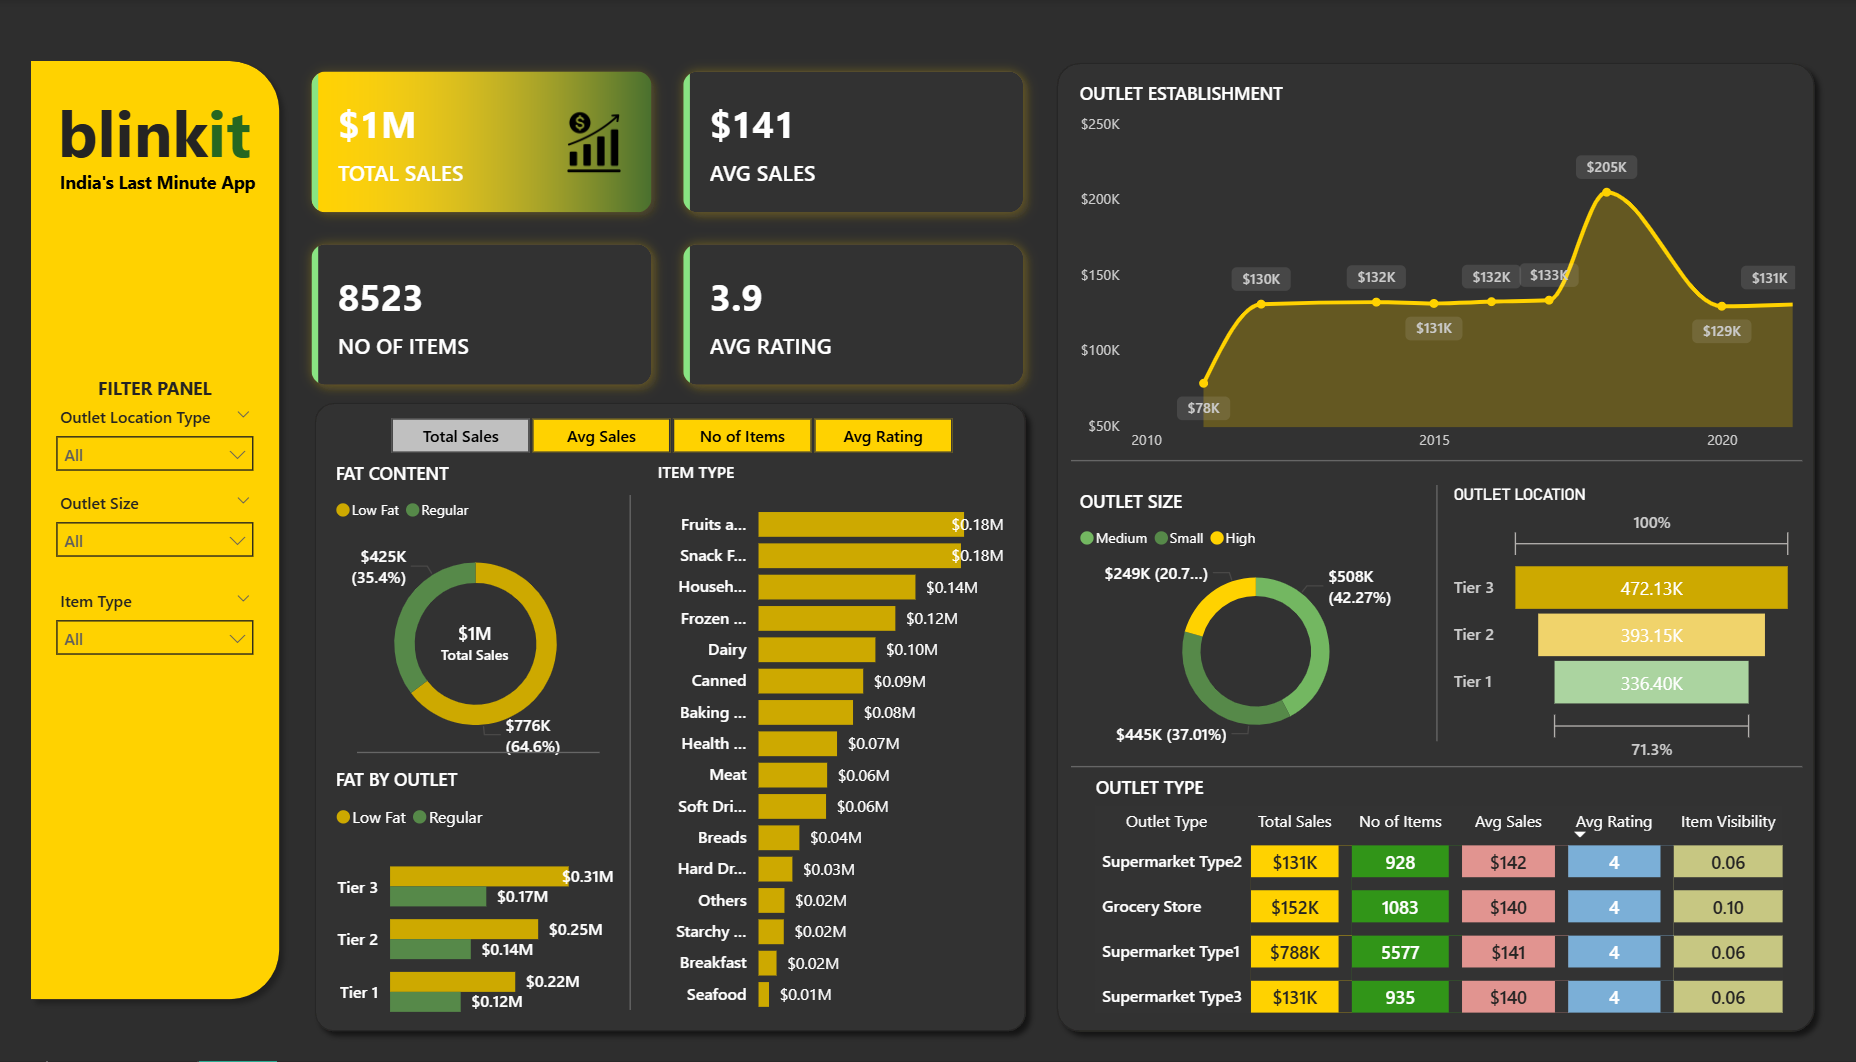 blinkit
India's Last Minute App
FILTER PANEL
Outlet Location Type
All
Outlet Size
All
Item Type
All
$1M
TOTAL SALES
$
$141
AVG SALES
8523
NO OF ITEMS
3.9
AVG RATING
Total Sales
Avg Sales
No of Items
Avg Rating
FAT CONTENT
Low Fat
Regular
$425K
(35.4%)
$1M
Total Sales
$776K
(64.6%)
FAT BY OUTLET
Low Fat
Regular
Tier 3
$0.31M
$0.17M
Tier 2
$0.25M
$0.14M
Tier 1
$0.22M
$0.12M
ITEM TYPE
Fruits a... $0.18M
Snack F... $0.18M
Househ... $0.14M
Frozen ... $0.12M
Dairy $0.10M
Canned $0.09M
Baking ... $0.08M
Health ... $0.07M
Meat $0.06M
Soft Dri... $0.06M
Breads $0.04M
Hard Dr... $0.03M
Others $0.02M
Starchy ... $0.02M
Breakfast $0.02M
Seafood $0.01M
OUTLET ESTABLISHMENT
$250K
$200K
$150K
$100K
$50K
$78K
$130K
$132K
$131K
$132K
$133K
$205K
$129K
$131K
2010
2015
2020
OUTLET SIZE
Medium
Small
High
$249K (20.7...)
$508K
(42.27%)
$445K (37.01%)
OUTLET LOCATION
100%
Tier 3 472.13K
Tier 2 393.15K
Tier 1 336.40K
71.3%
OUTLET TYPE
Outlet Type Total Sales No of Items Avg Sales Avg Rating Item Visibility
Supermarket Type2 $131K 928 $142 4 0.06
Grocery Store $152K 1083 $140 4 0.10
Supermarket Type1 $788K 5577 $141 4 0.06
Supermarket Type3 $131K 935 $140 4 0.06